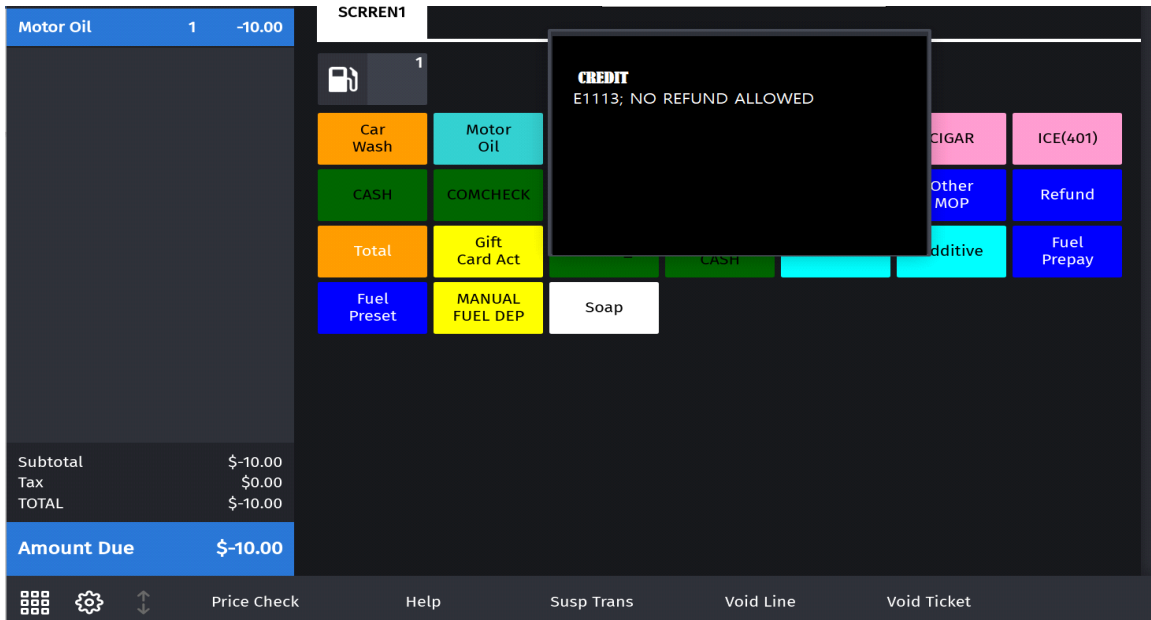 Motor Oil 1 -10.00
SCRREN1
1
CREDIT
E1113; NO REFUND ALLOWED
Car
Wash
Motor
Oil
CIGAR
ICE(401)
CASH
COMCHECK
Other
MOP
Refund
Total
Gift
Card Act
CASH
dditive
Fuel
Prepay
Fuel
Preset
MANUAL
FUEL DEP
Soap
Subtotal $-10.00
Tax $0.00
TOTAL $-10.00
Amount Due $-10.00
Price Check Help Susp Trans Void Line Void Ticket